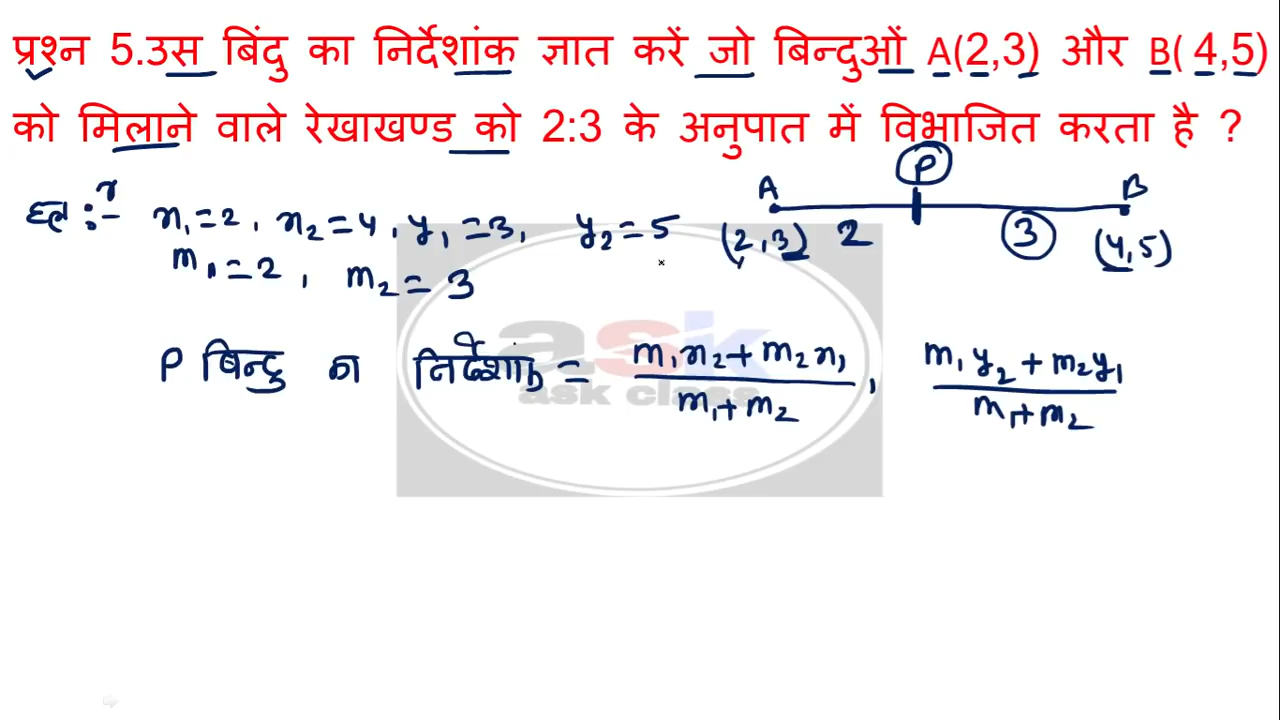 प्रश्न 5.उस बिंदु का निर्देशांक ज्ञात करें जो बिन्दुओं A(2,3) और B( 4,5)
को मिलाने वाले रेखाखण्ड को 2:3 के अनुपात में विभाजित करता है ?
A P B
हल :- x₁=2, x₂=4, y₁=3, y₂=5 (2,3) 2 3 (4,5)
m₁=2, m₂=3
P बिन्दु का निर्देशांक = m₁x₂+m₂x₁ / m₁+m₂ , m₁y₂+m₂y₁ / m₁+m₂
ask
ask class